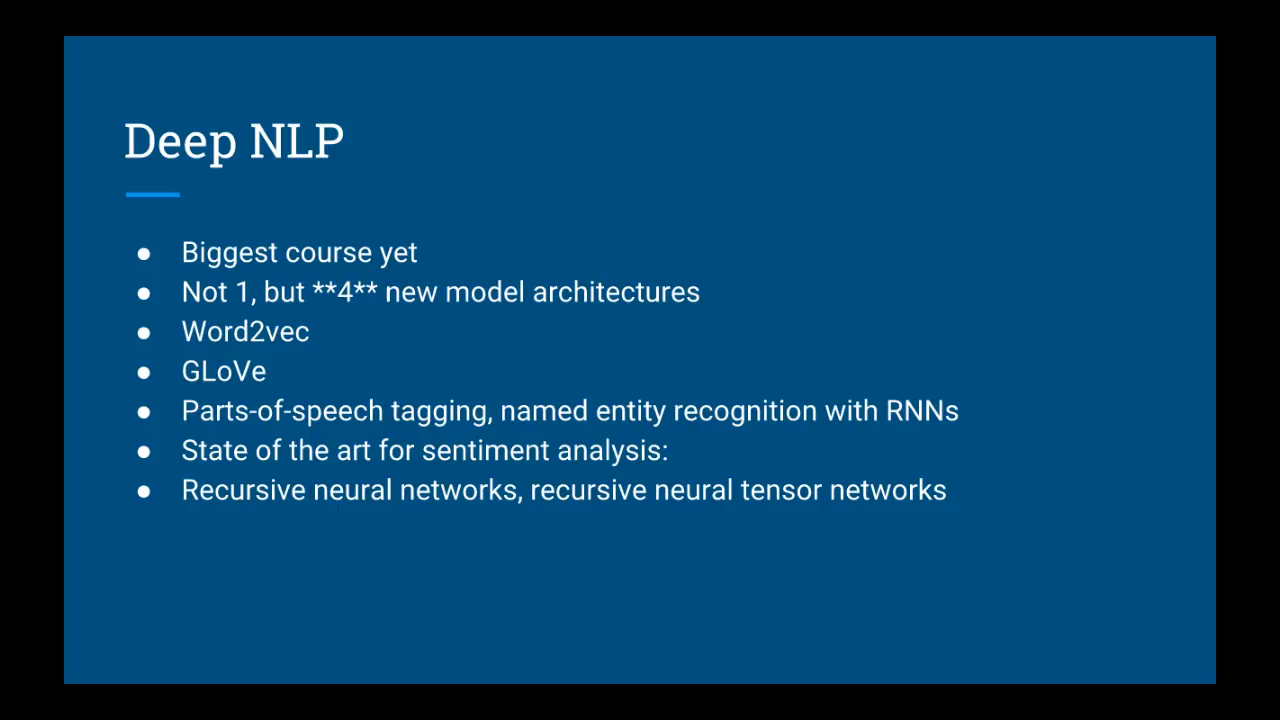 Deep NLP
● Biggest course yet
● Not 1, but **4** new model architectures
● Word2vec
● GLoVe
● Parts-of-speech tagging, named entity recognition with RNNs
● State of the art for sentiment analysis:
● Recursive neural networks, recursive neural tensor networks